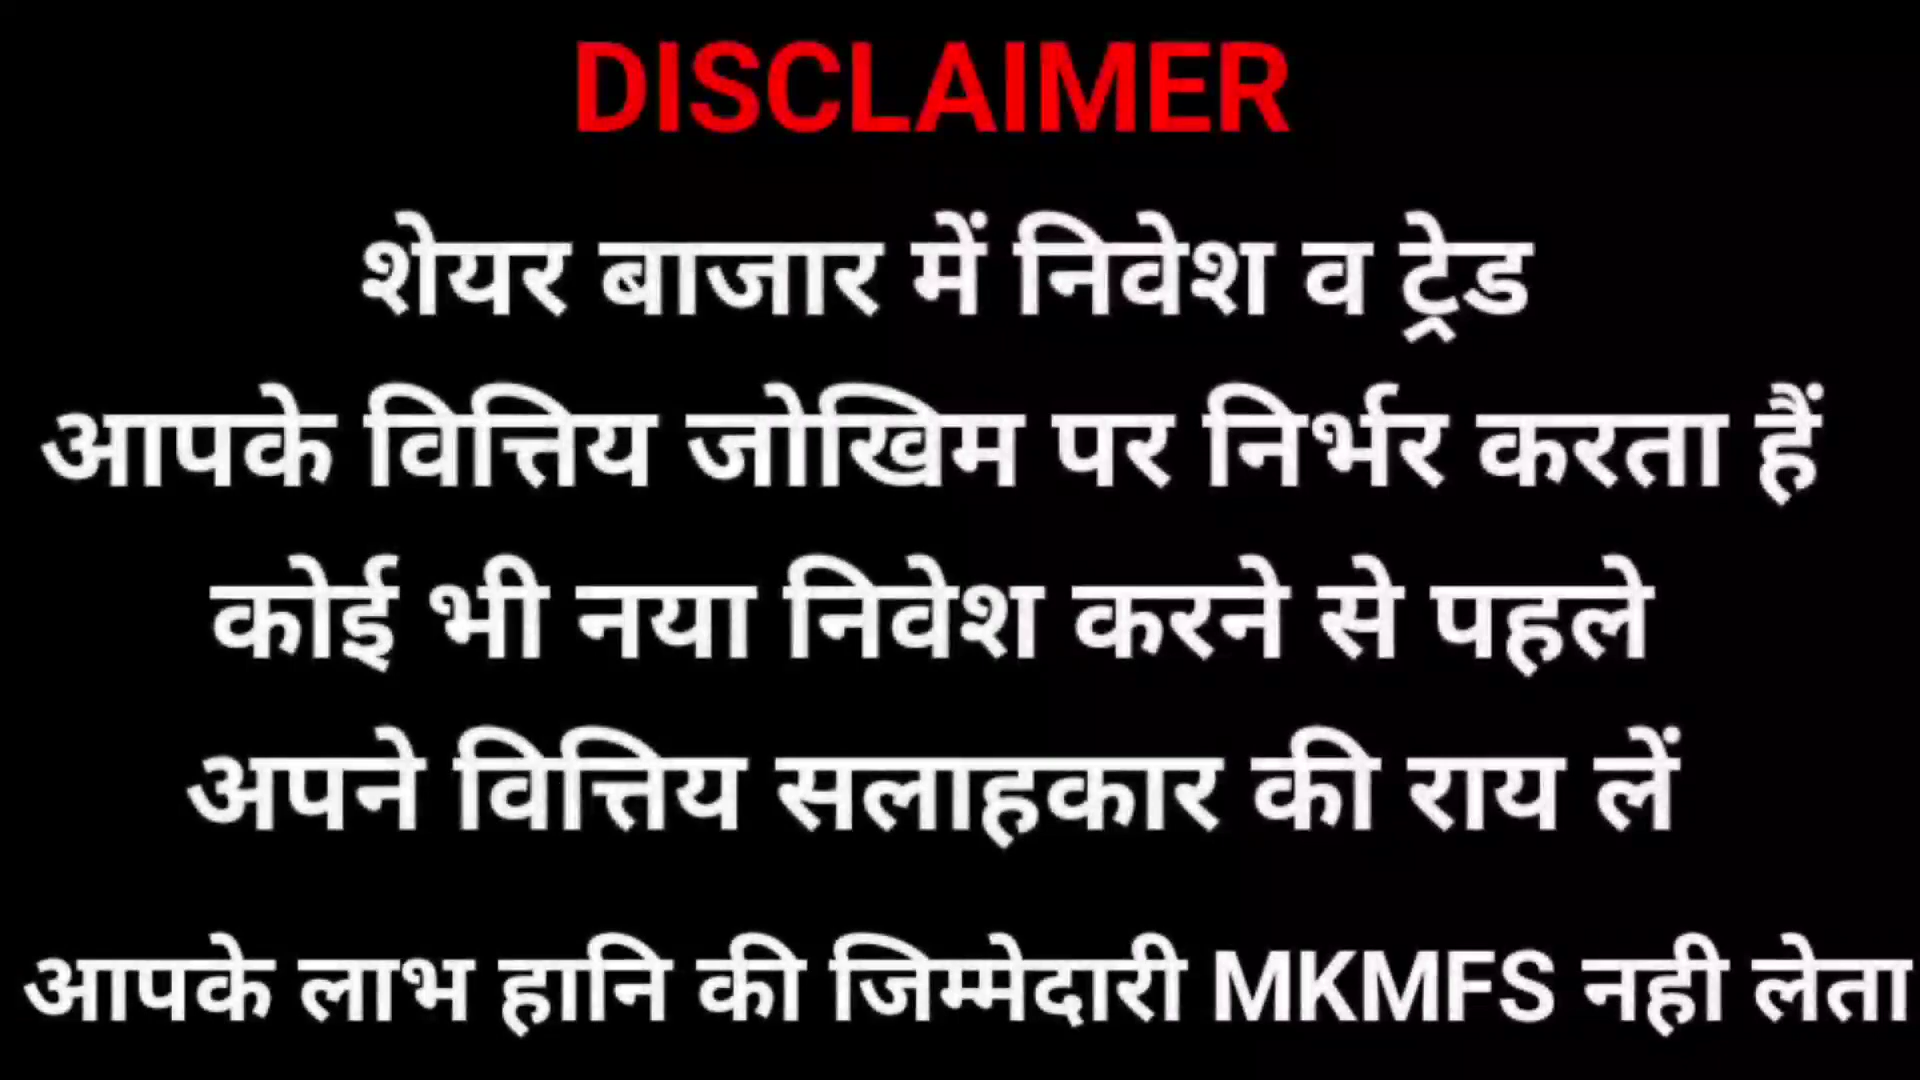 DISCLAIMER
शेयर बाजार में निवेश व ट्रेड
आपके वित्तिय जोखिम पर निर्भर करता हैं
कोई भी नया निवेश करने से पहले
अपने वित्तिय सलाहकार की राय लें
आपके लाभ हानि की जिम्मेदारी MKMFS नही लेता